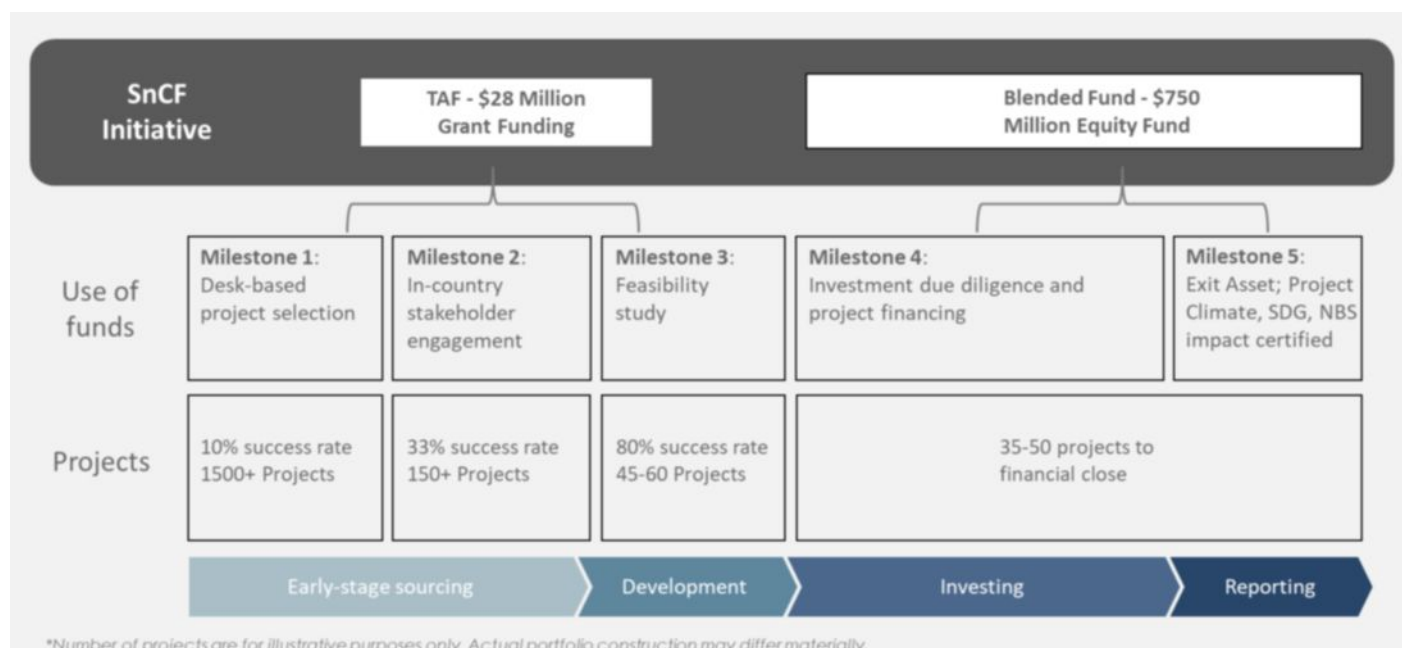 SnCF
Initiative
TAF - $28 Million
Grant Funding
Blended Fund - $750
Million Equity Fund
Use of
funds
Milestone 1:
Desk-based
project selection
Milestone 2:
In-country
stakeholder
engagement
Milestone 3:
Feasibility
study
Milestone 4:
Investment due diligence and
project financing
Milestone 5:
Exit Asset; Project
Climate, SDG, NBS
impact certified
Projects
10% success rate
1500+ Projects
33% success rate
150+ Projects
80% success rate
45-60 Projects
35-50 projects to
financial close
Early-stage sourcing
Development
Investing
Reporting
*Number of projects are for illustrative purposes only. Actual portfolio construction may differ materially